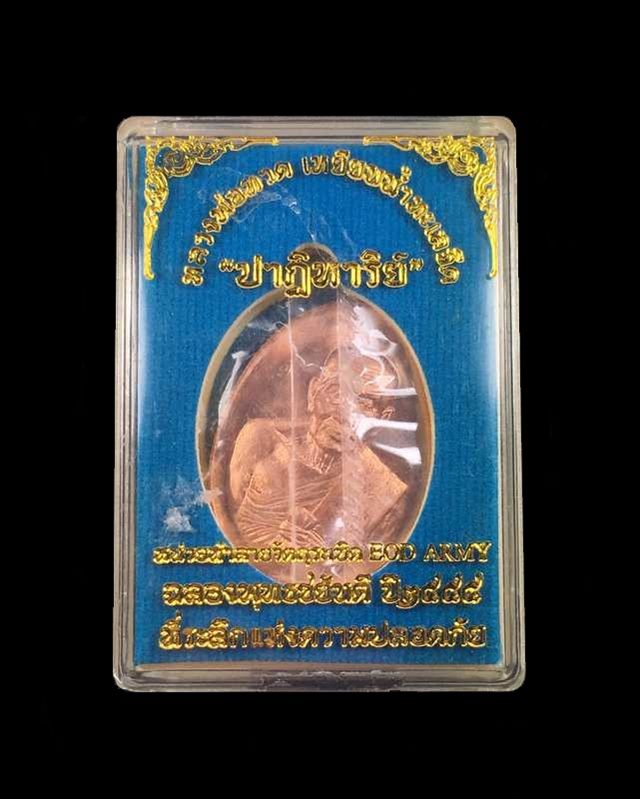 หลวงพ่อทวด เหยียบน้ำทะเลจืด
“ปาฏิหาริย์”
หน่วยทำลายวัตถุระเบิด EOD ARMY
ฉลองพุทธชยันตี ปี๒๕๕๕
ที่ระลึกแห่งความปลอดภัย